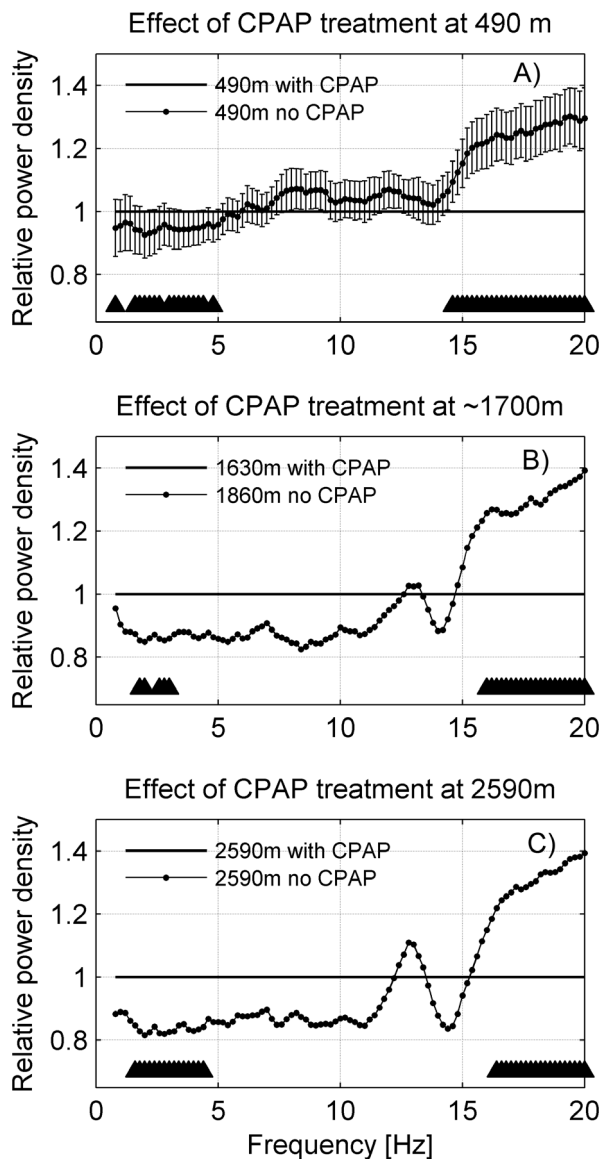 Effect of CPAP treatment at 490 m
A)
490m with CPAP
490m no CPAP
Relative power density
1.4
1.2
1
0.8
0 5 10 15 20
Effect of CPAP treatment at ~1700m
B)
1630m with CPAP
1860m no CPAP
Relative power density
1.4
1.2
1
0.8
0 5 10 15 20
Effect of CPAP treatment at 2590m
C)
2590m with CPAP
2590m no CPAP
Relative power density
1.4
1.2
1
0.8
0 5 10 15 20
Frequency [Hz]